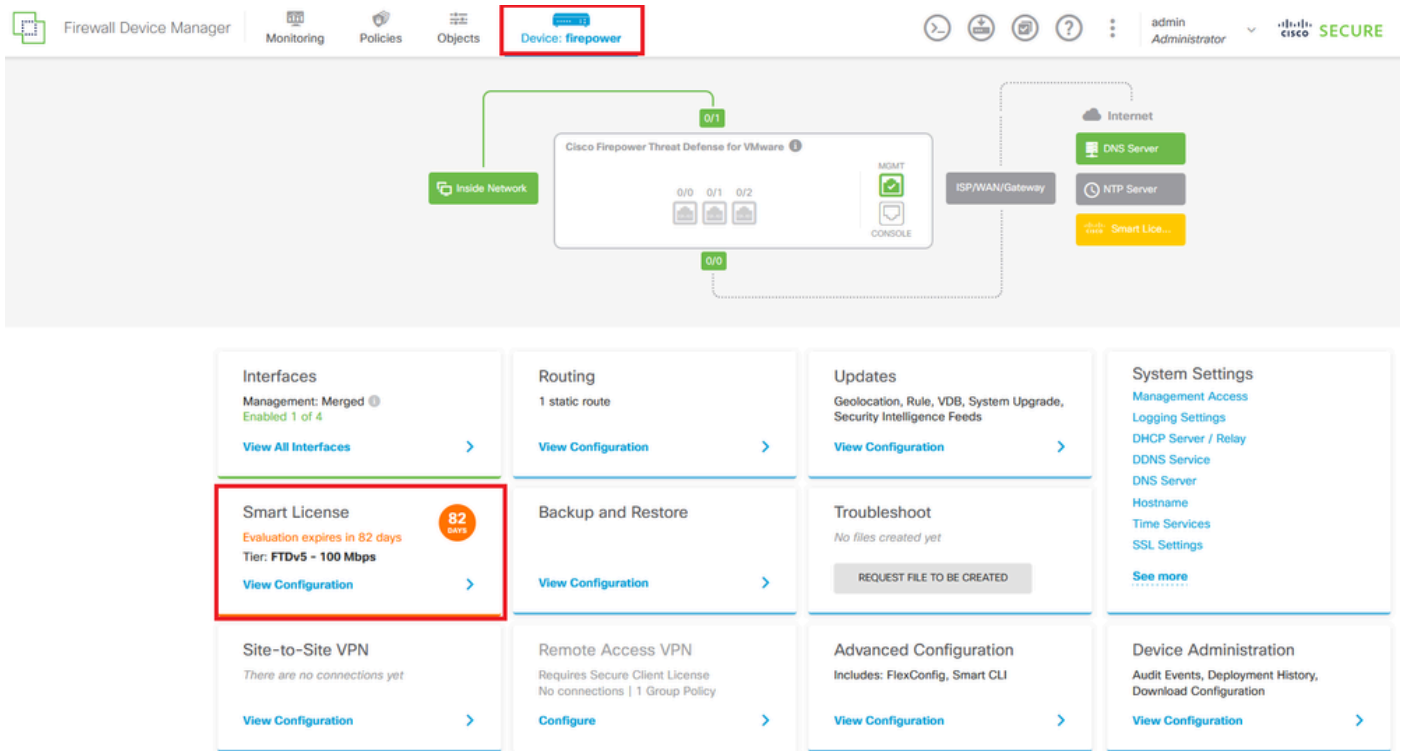 Firewall Device Manager
Monitoring
Policies
Objects
Device: firepower
admin
Administrator
cisco SECURE
0/1
Internet
Cisco Firepower Threat Defense for VMware
DNS Server
MGMT
Inside Network
0/0 0/1 0/2
ISP/WAN/Gateway
NTP Server
CONSOLE
Smart Lice...
0/0
Interfaces
Management: Merged
Enabled 1 of 4
View All Interfaces
Routing
1 static route
View Configuration
Updates
Geolocation, Rule, VDB, System Upgrade,
Security Intelligence Feeds
View Configuration
System Settings
Management Access
Logging Settings
DHCP Server / Relay
DDNS Service
DNS Server
Hostname
Time Services
SSL Settings
See more
Smart License
82
DAYS
Evaluation expires in 82 days
Tier: FTDv5 - 100 Mbps
View Configuration
Backup and Restore
View Configuration
Troubleshoot
No files created yet
REQUEST FILE TO BE CREATED
Site-to-Site VPN
There are no connections yet
View Configuration
Remote Access VPN
Requires Secure Client License
No connections | 1 Group Policy
Configure
Advanced Configuration
Includes: FlexConfig, Smart CLI
View Configuration
Device Administration
Audit Events, Deployment History,
Download Configuration
View Configuration